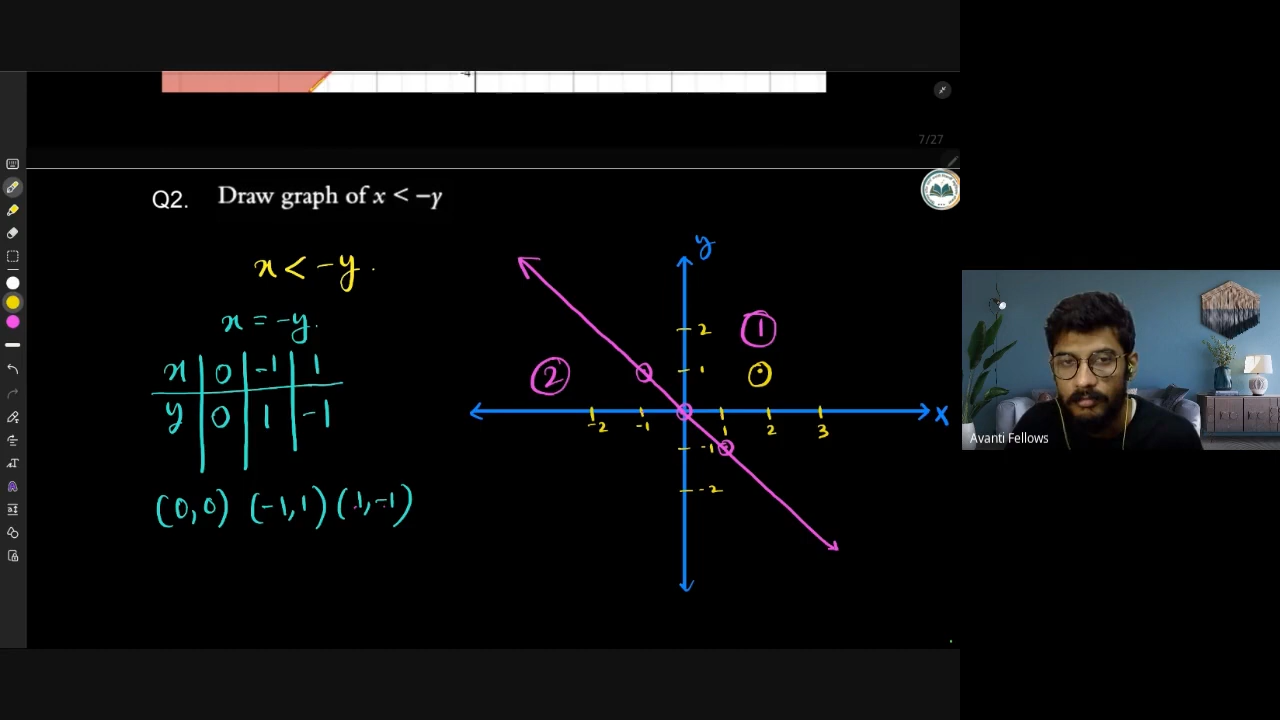 7/27
Q2. Draw graph of x < -y
x < -y.
x = -y.
x | 0 | -1 | 1
y | 0 | 1 | -1
(0,0) (-1,1) (1,-1)
y
2
1
1
2
-2 -1 1 2 3
x
-1
-2
Avanti Fellows